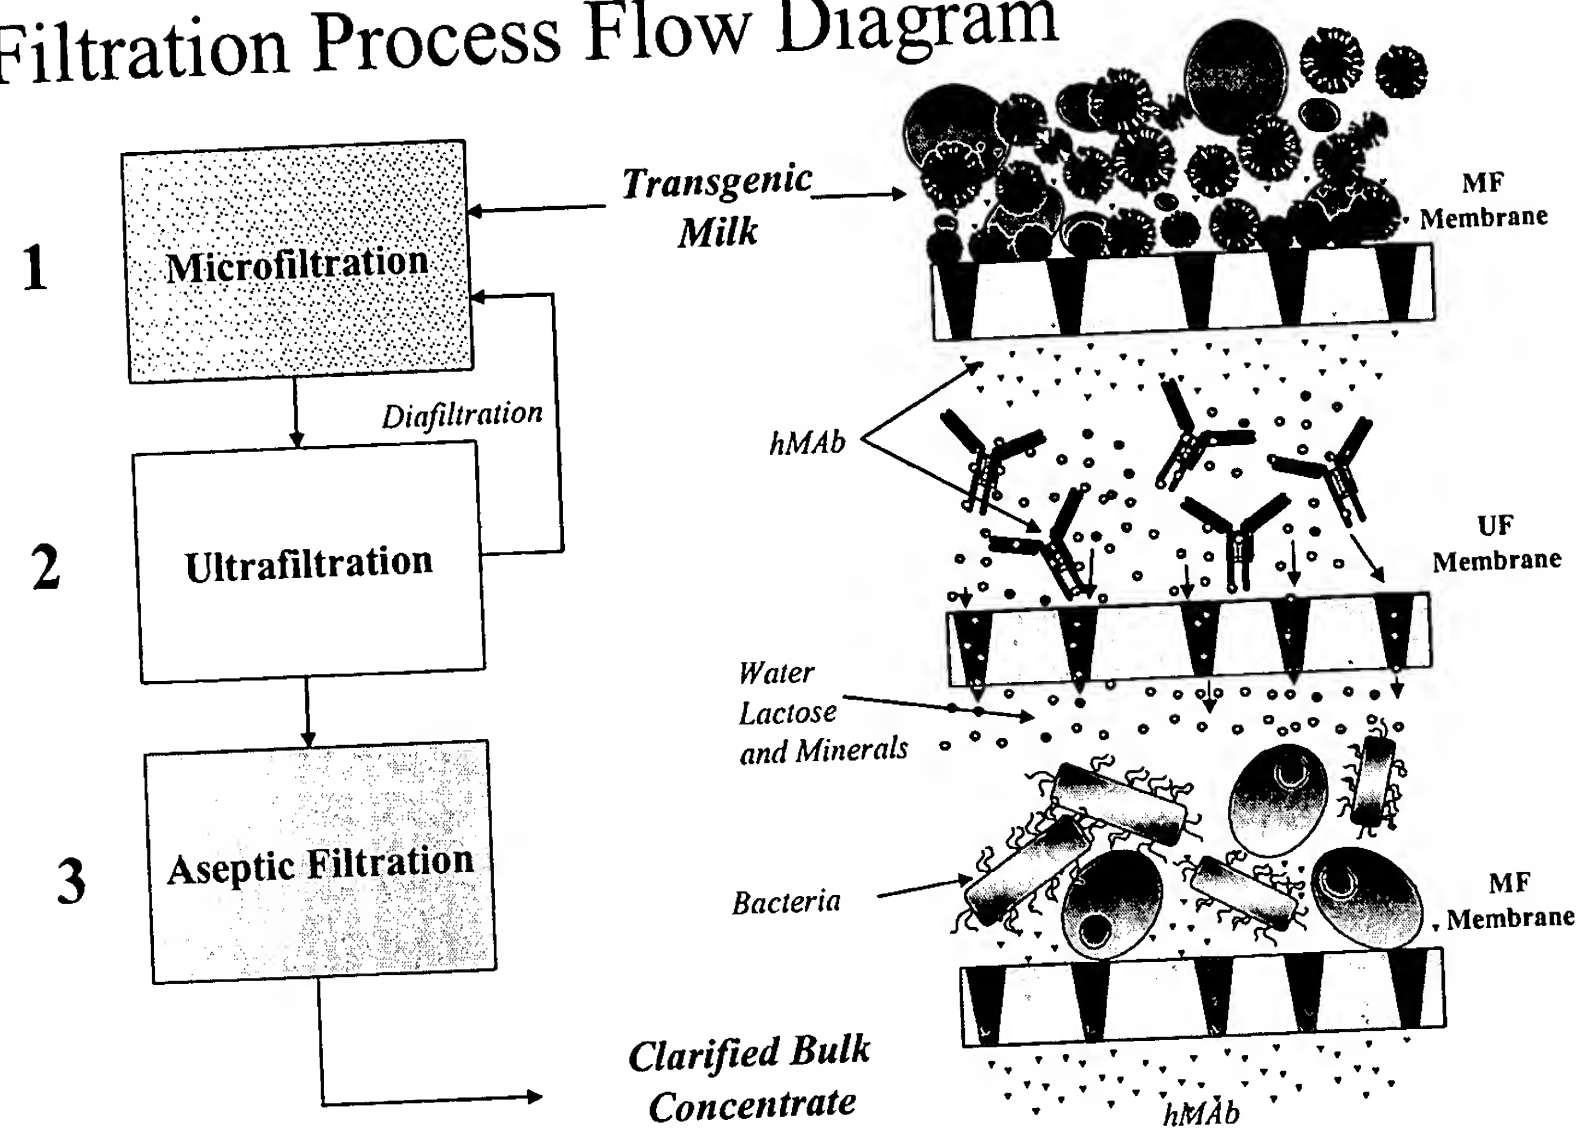 Filtration Process Flow Diagram
1
Microfiltration
Transgenic
Milk
MF
Membrane
Diafiltration
hMAb
2
Ultrafiltration
UF
Membrane
Water
Lactose
and Minerals
3
Aseptic Filtration
Bacteria
MF
Membrane
Clarified Bulk
Concentrate
hMAb